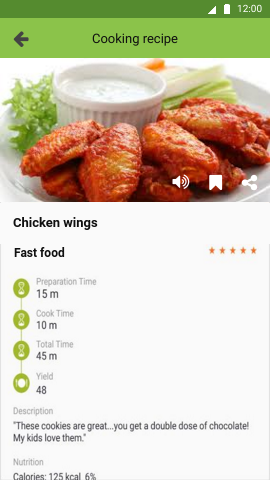 12:00
Cooking recipe
Chicken wings
Fast food
Preparation Time
15 m
Cook Time
10 m
Total Time
45 m
Yield
48
Description
"These cookies are great...you get a double dose of chocolate!
My kids love them."
Nutrition
Calories: 125 kcal 6%